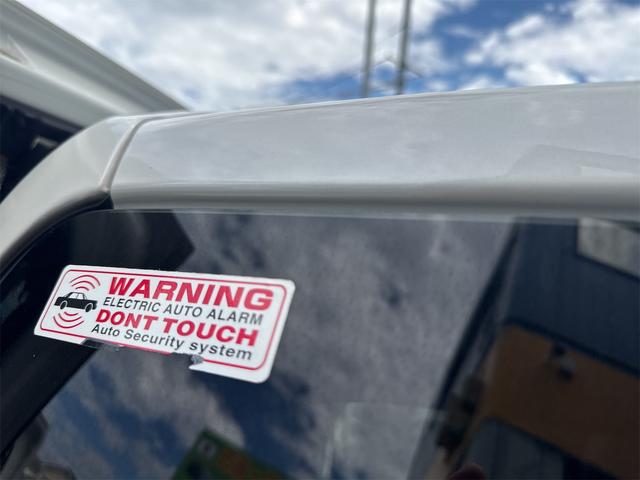 WARNING
ELECTRIC AUTO ALARM
DONT TOUCH
Auto Security system